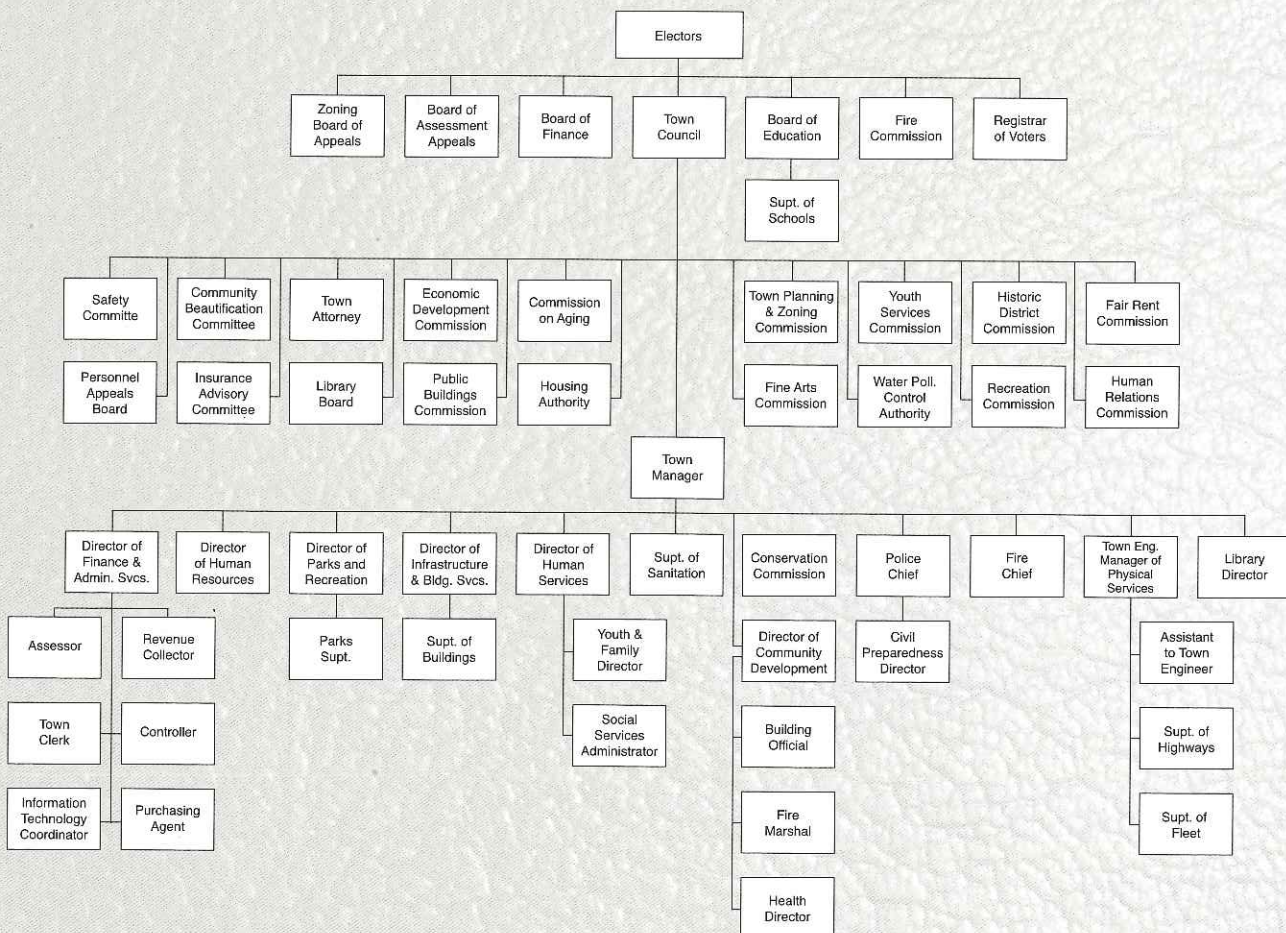 Electors
Zoning
Board of
Appeals
Board of
Assessment
Appeals
Board of
Finance
Town
Council
Board of
Education
Fire
Commission
Registrar
of Voters
Supt. of
Schools
Safety
Committe
Community
Beautification
Committee
Town
Attorney
Economic
Development
Commission
Commission
on Aging
Town Planning
& Zoning
Commission
Youth
Services
Commission
Historic
District
Commission
Fair Rent
Commission
Personnel
Appeals
Board
Insurance
Advisory
Committee
Library
Board
Public
Buildings
Commission
Housing
Authority
Fine Arts
Commission
Water Poll.
Control
Authority
Recreation
Commission
Human
Relations
Commission
Town
Manager
Director of
Finance &
Admin. Svcs.
Director
of Human
Resources
Director of
Parks and
Recreation
Director of
Infrastructure
& Bldg. Svcs.
Director of
Human
Services
Supt. of
Sanitation
Conservation
Commission
Police
Chief
Fire
Chief
Town Eng.
Manager of
Physical
Services
Library
Director
Assessor
Revenue
Collector
Parks
Supt.
Supt. of
Buildings
Youth &
Family
Director
Director of
Community
Development
Civil
Preparedness
Director
Assistant
to Town
Engineer
Town
Clerk
Controller
Social
Services
Administrator
Building
Official
Supt. of
Highways
Information
Technology
Coordinator
Purchasing
Agent
Fire
Marshal
Supt. of
Fleet
Health
Director